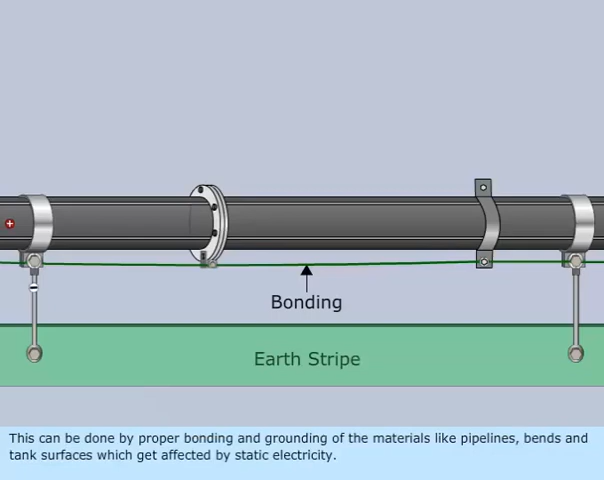 Bonding
Earth Stripe
This can be done by proper bonding and grounding of the materials like pipelines, bends and
tank surfaces which get affected by static electricity.